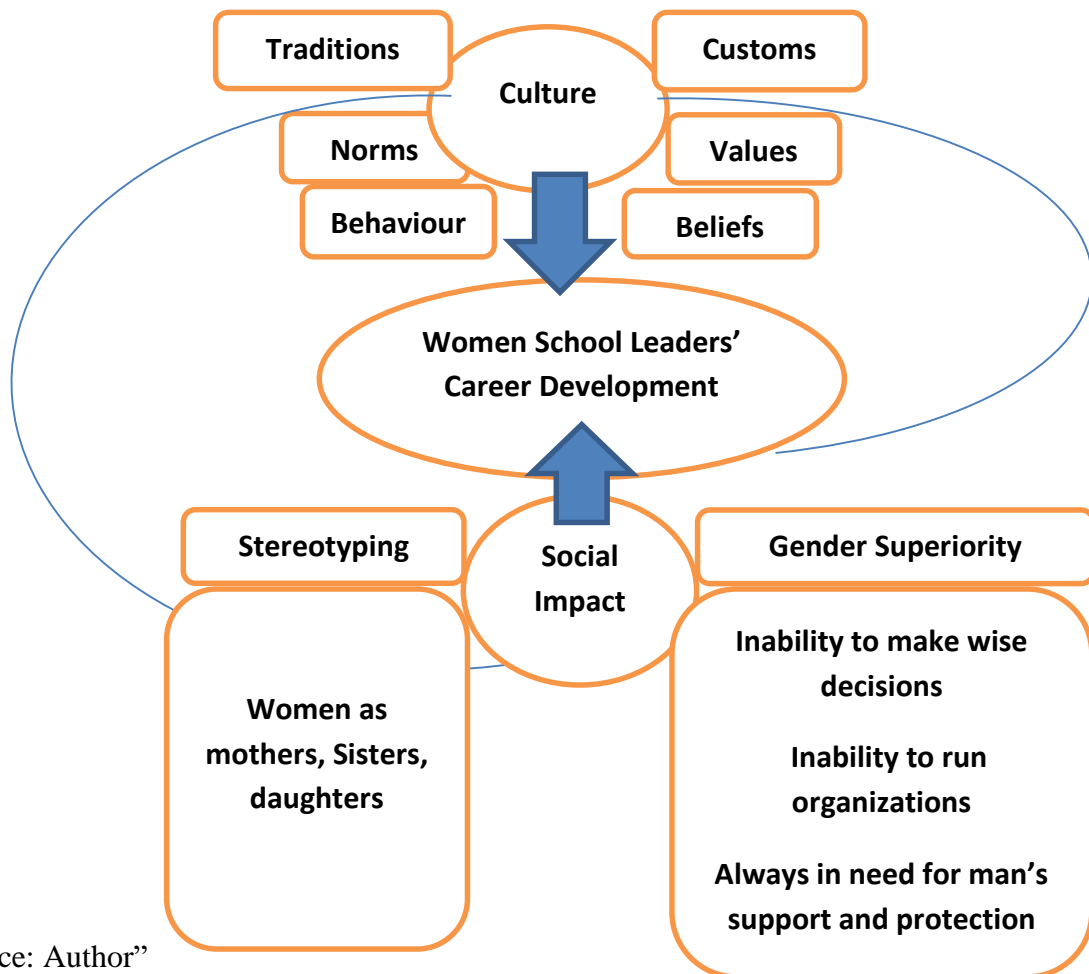 Traditions
Customs
Culture
Norms
Values
Behaviour
Beliefs
Women School Leaders’
Career Development
Stereotyping
Social
Impact
Gender Superiority
Women as
mothers, Sisters,
daughters
Inability to make wise
decisions
Inability to run
organizations
Always in need for man’s
support and protection
ce: Author”